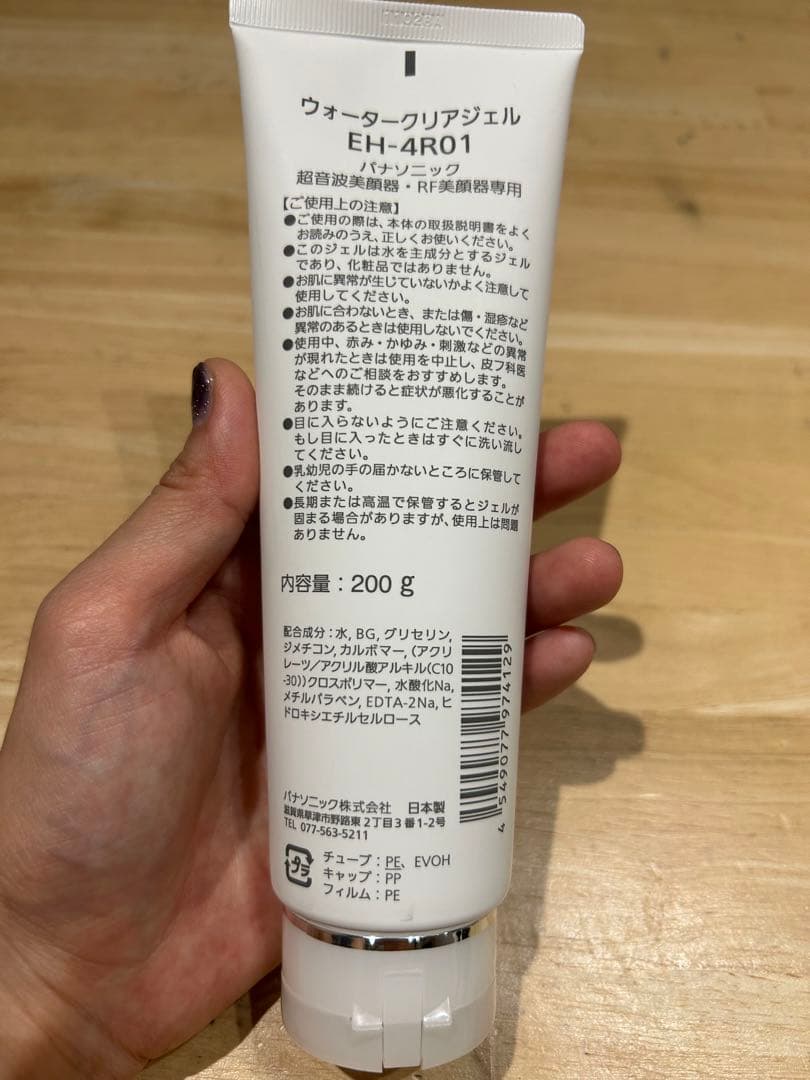 ウォータークリアジェル
EH-4R01
パナソニック
超音波美顔器・RF美顔器専用
【ご使用上の注意】
●ご使用の際は、本体の取扱説明書をよく
お読みのうえ、正しくお使いください。
●このジェルは水を主成分とするジェル
であり、化粧品ではありません。
●お肌に異常が生じていないかよく注意して
使用してください。
●お肌に合わないとき、または傷・湿疹など
異常のあるときは使用しないでください。
●使用中、赤み・かゆみ・刺激などの異常
が現れたときは使用を中止し、皮フ科医
などへのご相談をおすすめします。
そのまま続けると症状が悪化することが
あります。
●目に入らないようにご注意ください。
もし目に入ったときはすぐに洗い流し
てください。
●乳幼児の手の届かないところに保管して
ください。
●長期または高温で保管するとジェルが
固まる場合がありますが、使用上は問題
ありません。
内容量：200 g
配合成分：水, BG, グリセリン,
ジメチコン, カルボマー, （アクリ
レーツ／アクリル酸アルキル(C10
-30)）クロスポリマー, 水酸化Na,
メチルパラベン, EDTA-2Na, ヒ
ドロキシエチルセルロース
4 549077 974129
パナソニック株式会社 日本製
滋賀県草津市野路東2丁目3番1-2号
TEL 077-563-5211
プラ
チューブ：PE、EVOH
キャップ：PP
フィルム：PE